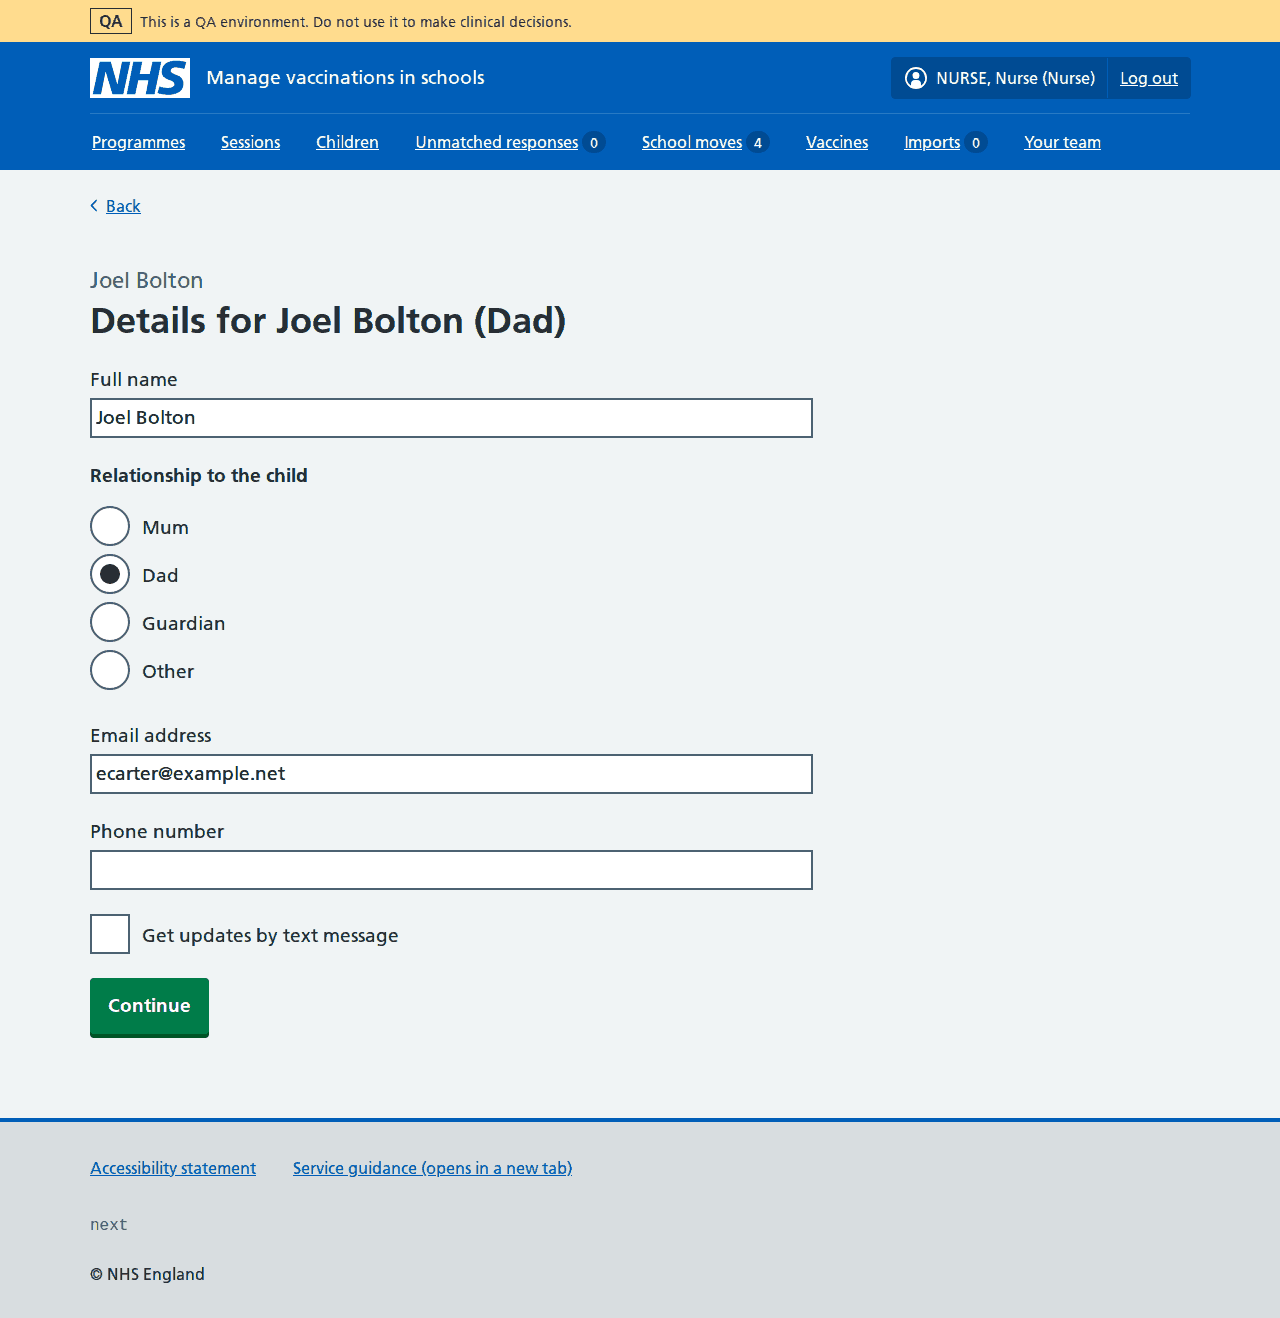 QA This is a QA environment. Do not use it to make clinical decisions.
NHS Manage vaccinations in schools NURSE, Nurse (Nurse) Log out
Programmes Sessions Children Unmatched responses 0 School moves 4 Vaccines Imports 0 Your team
Back
Joel Bolton
Details for Joel Bolton (Dad)
Full name
Joel Bolton
Relationship to the child
Mum
Dad
Guardian
Other
Email address
ecarter@example.net
Phone number
Get updates by text message
Continue
Accessibility statement Service guidance (opens in a new tab)
next
© NHS England